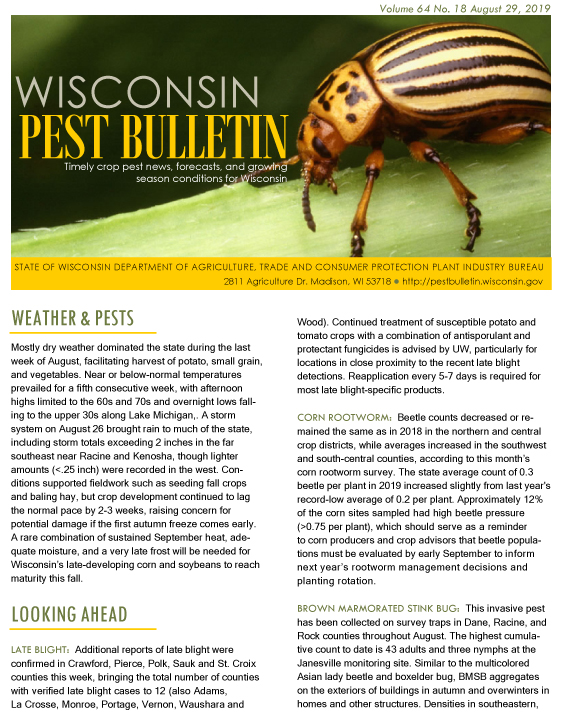 Volume 64 No. 18 August 29, 2019
WISCONSIN
PEST BULLETIN
Timely crop pest news, forecasts, and growing
season conditions for Wisconsin
STATE OF WISCONSIN DEPARTMENT OF AGRICULTURE, TRADE AND CONSUMER PROTECTION PLANT INDUSTRY BUREAU
2811 Agriculture Dr. Madison, WI 53718 ● http://pestbulletin.wisconsin.gov
WEATHER & PESTS
Mostly dry weather dominated the state during the last
week of August, facilitating harvest of potato, small grain,
and vegetables. Near or below-normal temperatures
prevailed for a fifth consecutive week, with afternoon
highs limited to the 60s and 70s and overnight lows fall-
ing to the upper 30s along Lake Michigan,. A storm
system on August 26 brought rain to much of the state,
including storm totals exceeding 2 inches in the far
southeast near Racine and Kenosha, though lighter
amounts (<.25 inch) were recorded in the west. Con-
ditions supported fieldwork such as seeding fall crops
and baling hay, but crop development continued to lag
the normal pace by 2-3 weeks, raising concern for
potential damage if the first autumn freeze comes early.
A rare combination of sustained September heat, ade-
quate moisture, and a very late frost will be needed for
Wisconsin's late-developing corn and soybeans to reach
maturity this fall.
LOOKING AHEAD
LATE BLIGHT: Additional reports of late blight were
confirmed in Crawford, Pierce, Polk, Sauk and St. Croix
counties this week, bringing the total number of counties
with verified late blight cases to 12 (also Adams,
La Crosse, Monroe, Portage, Vernon, Waushara and
Wood). Continued treatment of susceptible potato and
tomato crops with a combination of antisporulant and
protectant fungicides is advised by UW, particularly for
locations in close proximity to the recent late blight
detections. Reapplication every 5-7 days is required for
most late blight-specific products.
CORN ROOTWORM: Beetle counts decreased or re-
mained the same as in 2018 in the northern and central
crop districts, while averages increased in the southwest
and south-central counties, according to this month's
corn rootworm survey. The state average count of 0.3
beetle per plant in 2019 increased slightly from last year's
record-low average of 0.2 per plant. Approximately 12%
of the corn sites sampled had high beetle pressure
(>0.75 per plant), which should serve as a reminder
to corn producers and crop advisors that beetle popula-
tions must be evaluated by early September to inform
next year's rootworm management decisions and
planting rotation.
BROWN MARMORATED STINK BUG: This invasive pest
has been collected on survey traps in Dane, Racine, and
Rock counties throughout August. The highest cumula-
tive count to date is 43 adults and three nymphs at the
Janesville monitoring site. Similar to the multicolored
Asian lady beetle and boxelder bug, BMSB aggregates
on the exteriors of buildings in autumn and overwinters in
homes and other structures. Densities in southeastern,